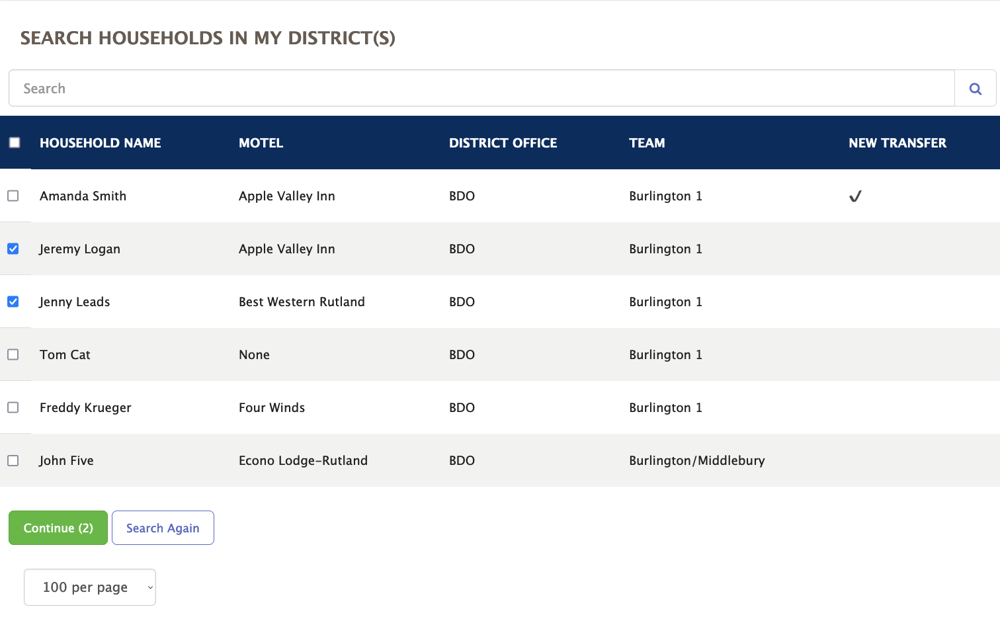 SEARCH HOUSEHOLDS IN MY DISTRICT(S)
Search
HOUSEHOLD NAME MOTEL DISTRICT OFFICE TEAM NEW TRANSFER
Amanda Smith Apple Valley Inn BDO Burlington 1
Jeremy Logan Apple Valley Inn BDO Burlington 1
Jenny Leads Best Western Rutland BDO Burlington 1
Tom Cat None BDO Burlington 1
Freddy Krueger Four Winds BDO Burlington 1
John Five Econo Lodge-Rutland BDO Burlington/Middlebury
Continue (2) Search Again
100 per page